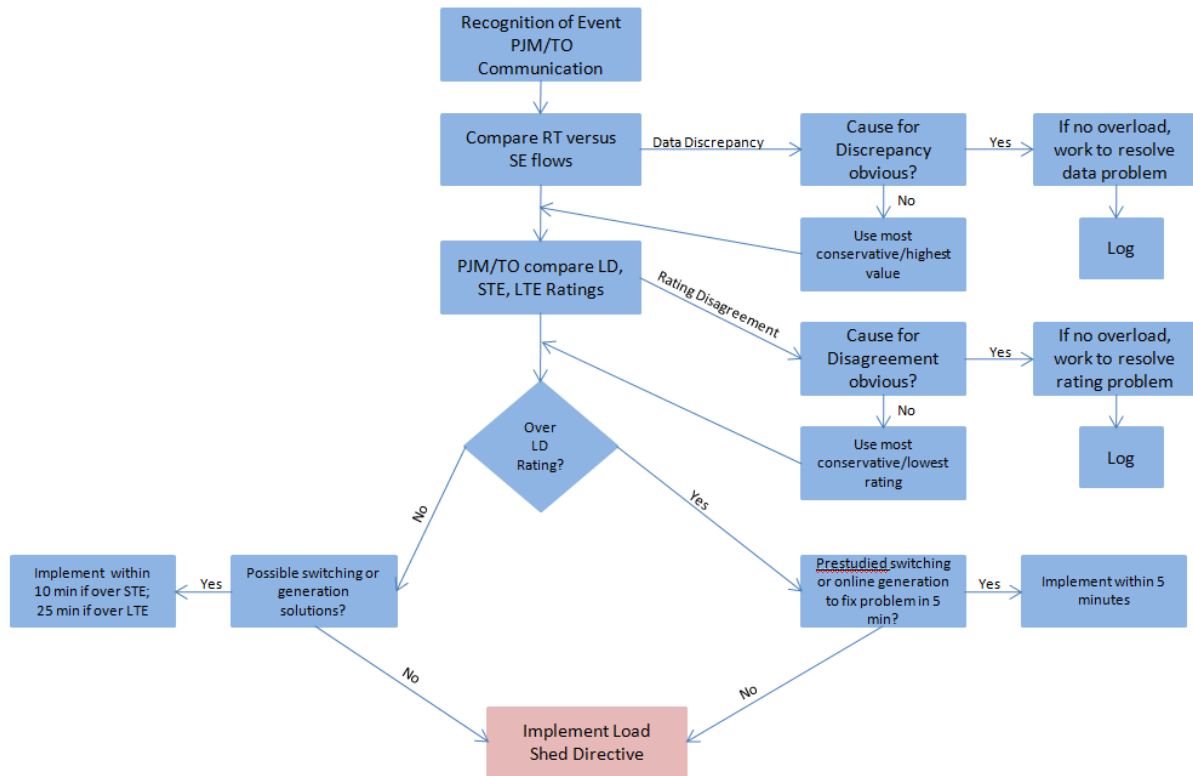 Recognition of Event
PJM/TO
Communication
Compare RT versus
SE flows
Data Discrepancy
Cause for
Discrepancy
obvious?
Yes
If no overload,
work to resolve
data problem
No
Use most
conservative/highest
value
Log
PJM/TO compare LD,
STE, LTE Ratings
Rating Disagreement
Cause for
Disagreement
obvious?
Yes
If no overload,
work to resolve
rating problem
No
Use most
conservative/lowest
rating
Log
Over
LD
Rating?
No
Yes
Implement within
10 min if over STE;
25 min if over LTE
Yes
Possible switching or
generation
solutions?
Prestudied switching
or online generation
to fix problem in 5
min?
Yes
Implement within 5
minutes
No
No
Implement Load
Shed Directive